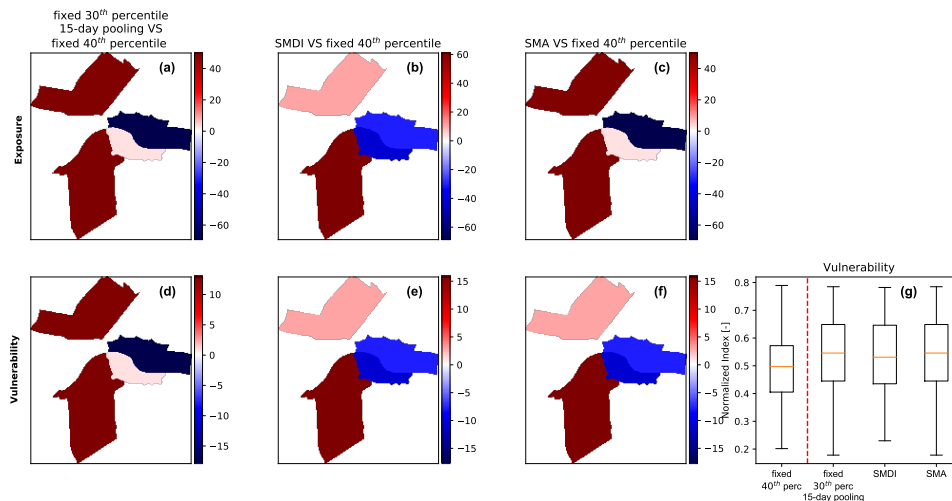 fixed 30th percentile
15-day pooling VS
fixed 40th percentile
SMDI VS fixed 40th percentile
SMA VS fixed 40th percentile
(a)
40
20
0
−20
−40
−60
Exposure
(b)
60
40
20
0
−20
−40
−60
(c)
40
20
0
−20
−40
−60
(d)
10
5
0
−5
−10
−15
Vulnerability
(e)
15
10
5
0
−5
−10
−15
(f)
15
10
5
0
−5
−10
−15
Vulnerability
(g)
Normalized Index [-]
0.8
0.7
0.6
0.5
0.4
0.3
0.2
fixed
40th perc
fixed
30th perc
15-day pooling
SMDI
SMA